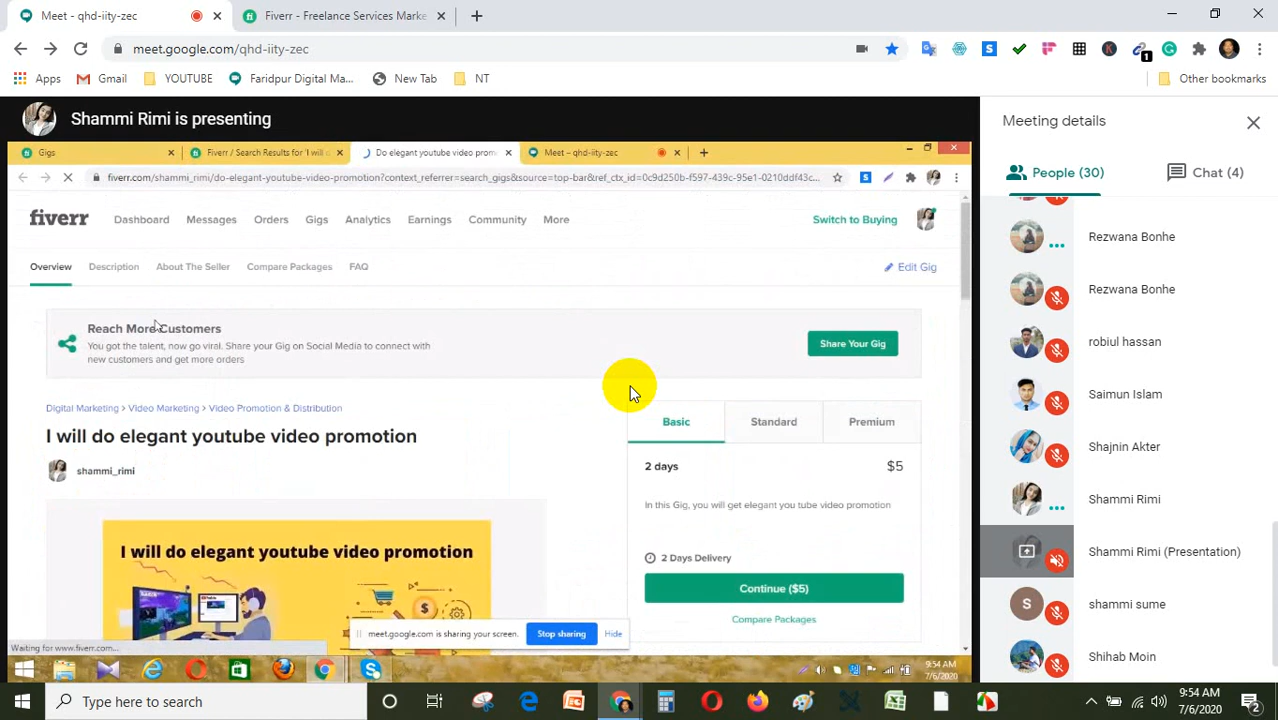 Meet - qhd-iity-zec
Fiverr - Freelance Services Marke
meet.google.com/qhd-iity-zec
1
Apps
Gmail
YOUTUBE
Faridpur Digital Ma...
New Tab
NT
Other bookmarks
Shammi Rimi is presenting
Gigs
Fiverr / Search Results for 'I will
Do elegant youtube video prom
Meet – qhd-iity-zec
fiverr.com/shammi_rimi/do-elegant-youtube-video-promotion?context_referrer=search_gigs&source=top-bar&ref_ctx_id=0c9d250b-f597-439c-95e1-0210ddf43c...
fiverr
Dashboard
Messages
Orders
Gigs
Analytics
Earnings
Community
More
Switch to Buying
Overview
Description
About The Seller
Compare Packages
FAQ
Edit Gig
Reach More Customers
You got the talent, now go viral. Share your Gig on Social Media to connect with
new customers and get more orders
Share Your Gig
Digital Marketing > Video Marketing > Video Promotion & Distribution
I will do elegant youtube video promotion
shammi_rimi
I will do elegant youtube video promotion
Basic
Standard
Premium
2 days
$5
In this Gig, you will get elegant you tube video promotion
2 Days Delivery
Continue ($5)
Compare Packages
meet.google.com is sharing your screen.
Stop sharing
Hide
Waiting for www.fiverr.com...
9:54 AM
7/6/2020
Meeting details
People (30)
Chat (4)
Rezwana Bonhe
Rezwana Bonhe
robiul hassan
Saimun Islam
Shajnin Akter
Shammi Rimi
Shammi Rimi (Presentation)
S
shammi sume
Shihab Moin
Type here to search
9:54 AM
7/6/2020
2